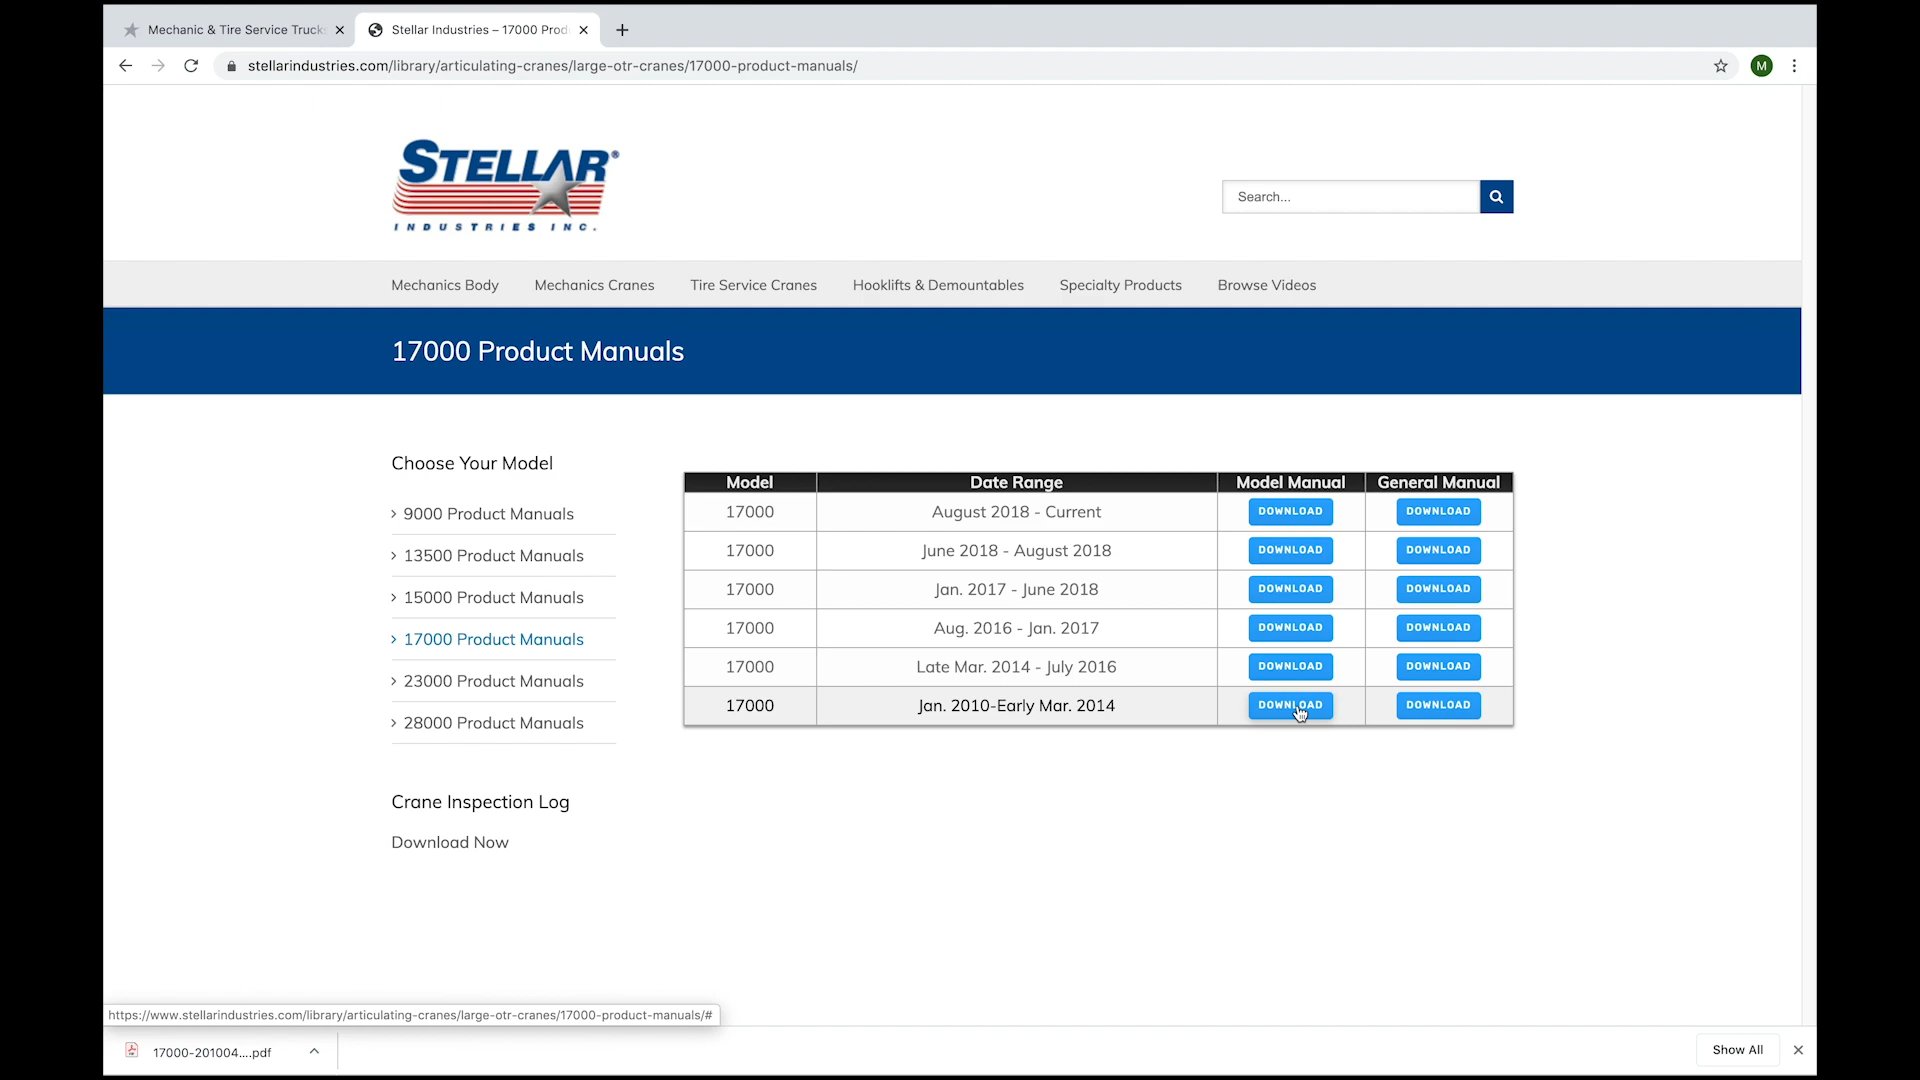 Mechanic & Tire Service Trucks
Stellar Industries – 17000 Prod
stellarindustries.com/library/articulating-cranes/large-otr-cranes/17000-product-manuals/
M
STELLAR®
INDUSTRIES INC.
Search...
Mechanics Body Mechanics Cranes Tire Service Cranes Hooklifts & Demountables Specialty Products Browse Videos
17000 Product Manuals
Choose Your Model
9000 Product Manuals
13500 Product Manuals
15000 Product Manuals
17000 Product Manuals
23000 Product Manuals
28000 Product Manuals
Crane Inspection Log
Download Now
Model Date Range Model Manual General Manual
17000 August 2018 - Current DOWNLOAD DOWNLOAD
17000 June 2018 - August 2018 DOWNLOAD DOWNLOAD
17000 Jan. 2017 - June 2018 DOWNLOAD DOWNLOAD
17000 Aug. 2016 - Jan. 2017 DOWNLOAD DOWNLOAD
17000 Late Mar. 2014 - July 2016 DOWNLOAD DOWNLOAD
17000 Jan. 2010-Early Mar. 2014 DOWNLOAD DOWNLOAD
https://www.stellarindustries.com/library/articulating-cranes/large-otr-cranes/17000-product-manuals/#
17000-201004....pdf
Show All